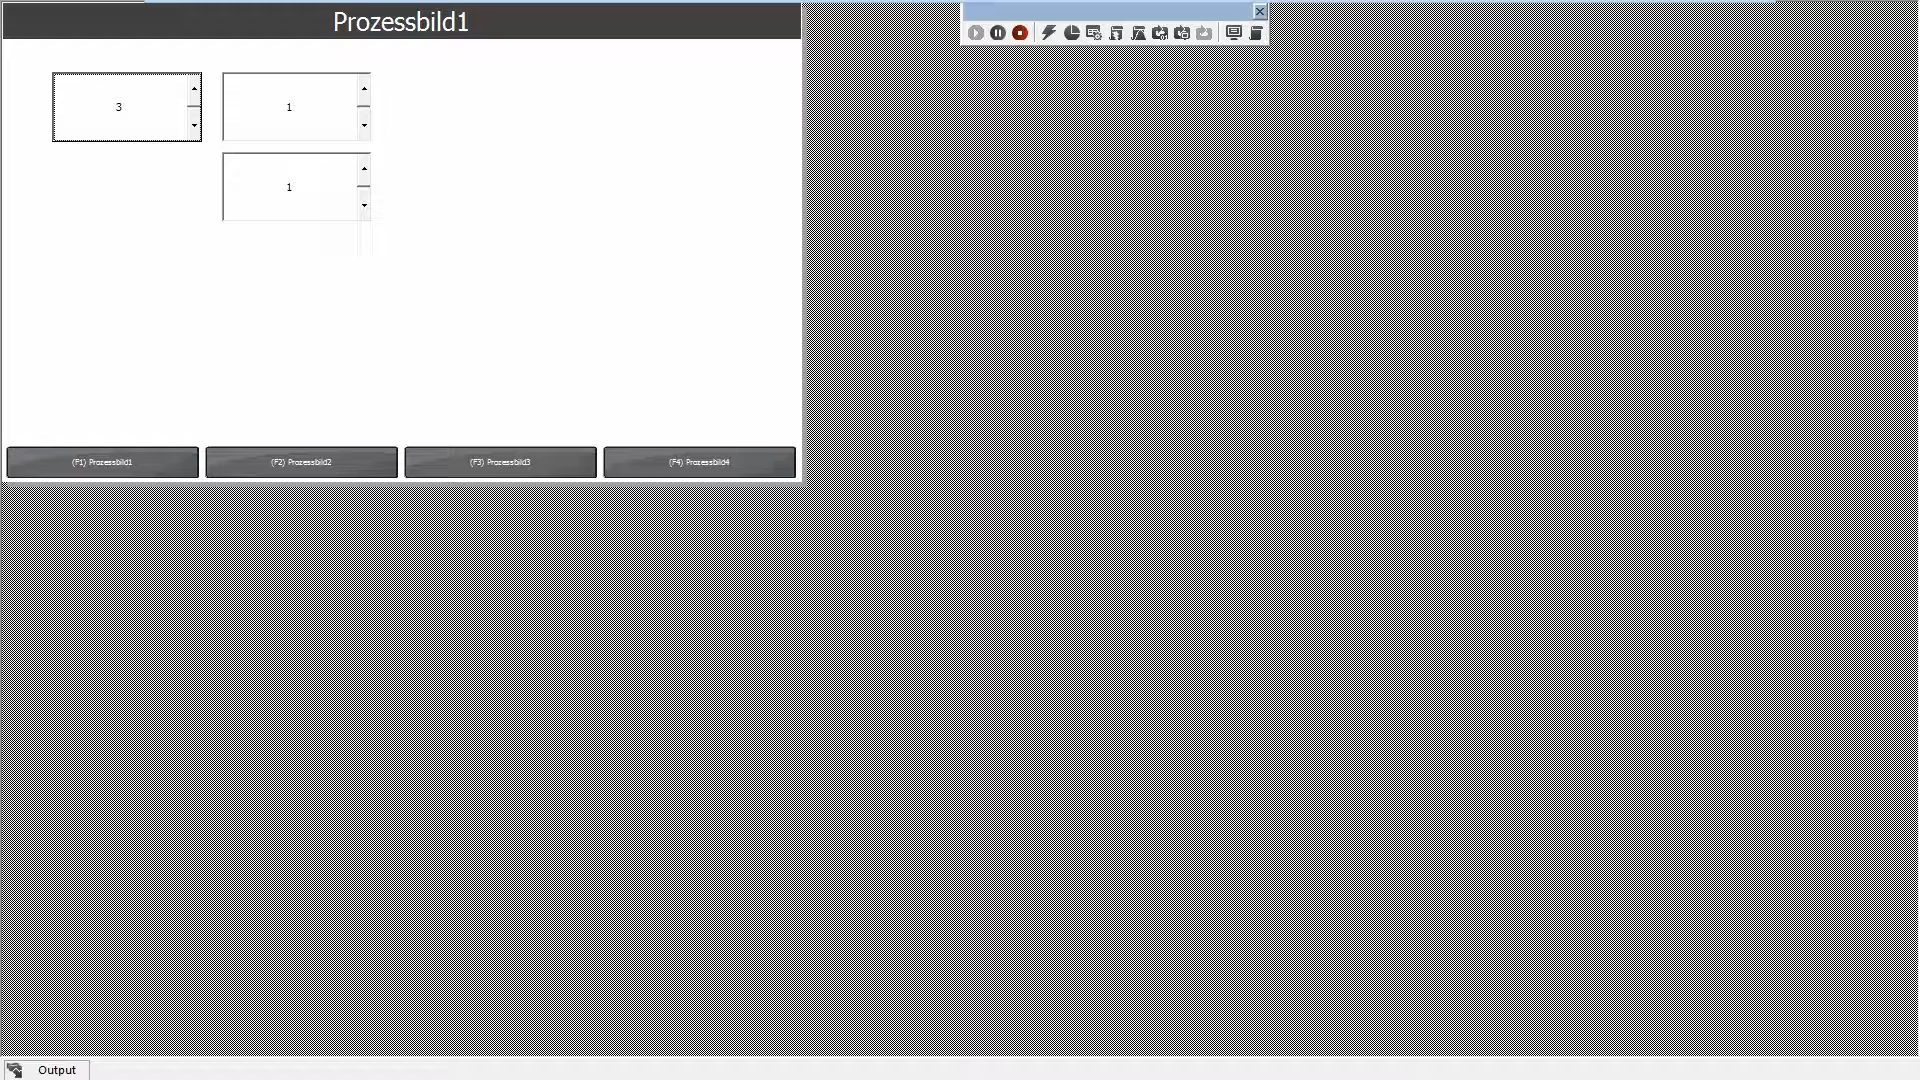 Prozessbild1
3
1
1
(F1) Prozessbild1
(F2) Prozessbild2
(F3) Prozessbild3
(F4) Prozessbild4
Output